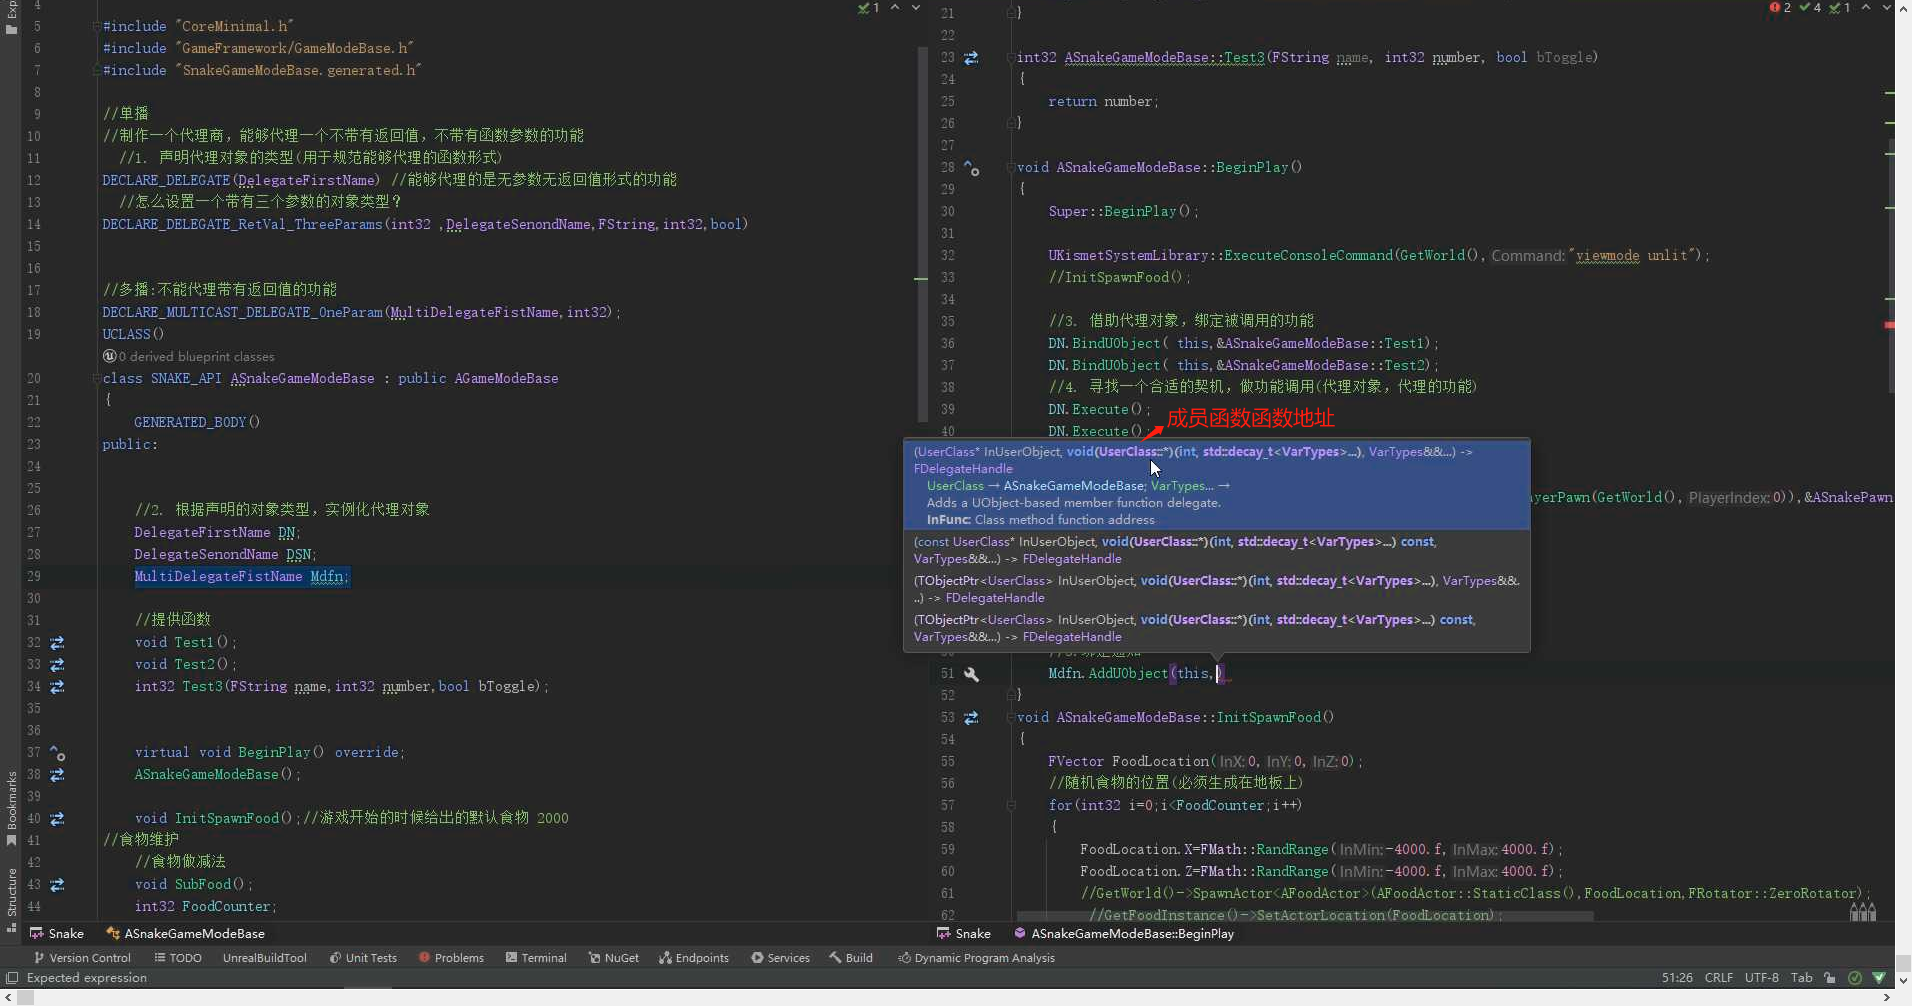 Exp
4
5 #include "CoreMinimal.h"
6 #include "GameFramework/GameModeBase.h"
7 #include "SnakeGameModeBase.generated.h"
8
9 //单播
10 //制作一个代理商，能够代理一个不带有返回值，不带有函数参数的功能
11 //1. 声明代理对象的类型(用于规范能够代理的函数形式)
12 DECLARE_DELEGATE(DelegateFirstName) //能够代理的是无参数无返回值形式的功能
13 //怎么设置一个带有三个参数的对象类型？
14 DECLARE_DELEGATE_RetVal_ThreeParams(int32 ,DelegateSenondName,FString,int32,bool)
15
16
17 //多播:不能代理带有返回值的功能
18 DECLARE_MULTICAST_DELEGATE_OneParam(MultiDelegateFistName,int32);
19 UCLASS()
0 derived blueprint classes
20 class SNAKE_API ASnakeGameModeBase : public AGameModeBase
21 {
22 GENERATED_BODY()
23 public:
24
25
26 //2. 根据声明的对象类型，实例化代理对象
27 DelegateFirstName DN;
28 DelegateSenondName DSN;
29 MultiDelegateFistName Mdfn;
30
31 //提供函数
32 void Test1();
33 void Test2();
34 int32 Test3(FString name,int32 number,bool bToggle);
35
36
37 virtual void BeginPlay() override;
38 ASnakeGameModeBase();
39
40 void InitSpawnFood();//游戏开始的时候给出的默认食物 2000
41 //食物维护
42 //食物做减法
43 void SubFood();
44 int32 FoodCounter;
1
2 4 1
21 }
22
23 int32 ASnakeGameModeBase::Test3(FString name, int32 number, bool bToggle)
24 {
25 return number;
26 }
27
28 void ASnakeGameModeBase::BeginPlay()
29 {
30 Super::BeginPlay();
31
32 UKismetSystemLibrary::ExecuteConsoleCommand(GetWorld(), Command: "viewmode unlit");
33 //InitSpawnFood();
34
35 //3. 借助代理对象，绑定被调用的功能
36 DN.BindUObject( this,&ASnakeGameModeBase::Test1);
37 DN.BindUObject( this,&ASnakeGameModeBase::Test2);
38 //4. 寻找一个合适的契机，做功能调用(代理对象，代理的功能)
39 DN.Execute();
40 DN.Execute();
成员函数函数地址
(UserClass* InUserObject, void(UserClass::*)(int, std::decay_t<VarTypes>...), VarTypes&&...) ->
FDelegateHandle
UserClass → ASnakeGameModeBase; VarTypes... →
Adds a UObject-based member function delegate.
InFunc: Class method function address
(const UserClass* InUserObject, void(UserClass::*)(int, std::decay_t<VarTypes>...) const,
VarTypes&&...) -> FDelegateHandle
(TObjectPtr<UserClass> InUserObject, void(UserClass::*)(int, std::decay_t<VarTypes>...), VarTypes&&.
..) -> FDelegateHandle
(TObjectPtr<UserClass> InUserObject, void(UserClass::*)(int, std::decay_t<VarTypes>...) const,
VarTypes&&...) -> FDelegateHandle
yerPawn(GetWorld(), PlayerIndex: 0)),&ASnakePawn
51 Mdfn.AddUObject(this,)
52 }
53 void ASnakeGameModeBase::InitSpawnFood()
54 {
55 FVector FoodLocation( InX: 0, InY: 0, InZ: 0);
56 //随机食物的位置(必须生成在地板上)
57 for(int32 i=0;i<FoodCounter;i++)
58 {
59 FoodLocation.X=FMath::RandRange( InMin: -4000.f, InMax: 4000.f);
60 FoodLocation.Z=FMath::RandRange( InMin: -4000.f, InMax: 4000.f);
61 //GetWorld()->SpawnActor<AFoodActor>(AFoodActor::StaticClass(),FoodLocation,FRotator::ZeroRotator);
62 //GetFoodInstance()->SetActorLocation(FoodLocation);
Bookmarks
Structure
Snake ASnakeGameModeBase
Snake ASnakeGameModeBase::BeginPlay
Version Control TODO UnrealBuildTool Unit Tests Problems Terminal NuGet Endpoints Services Build Dynamic Program Analysis
Expected expression 51:26 CRLF UTF-8 Tab